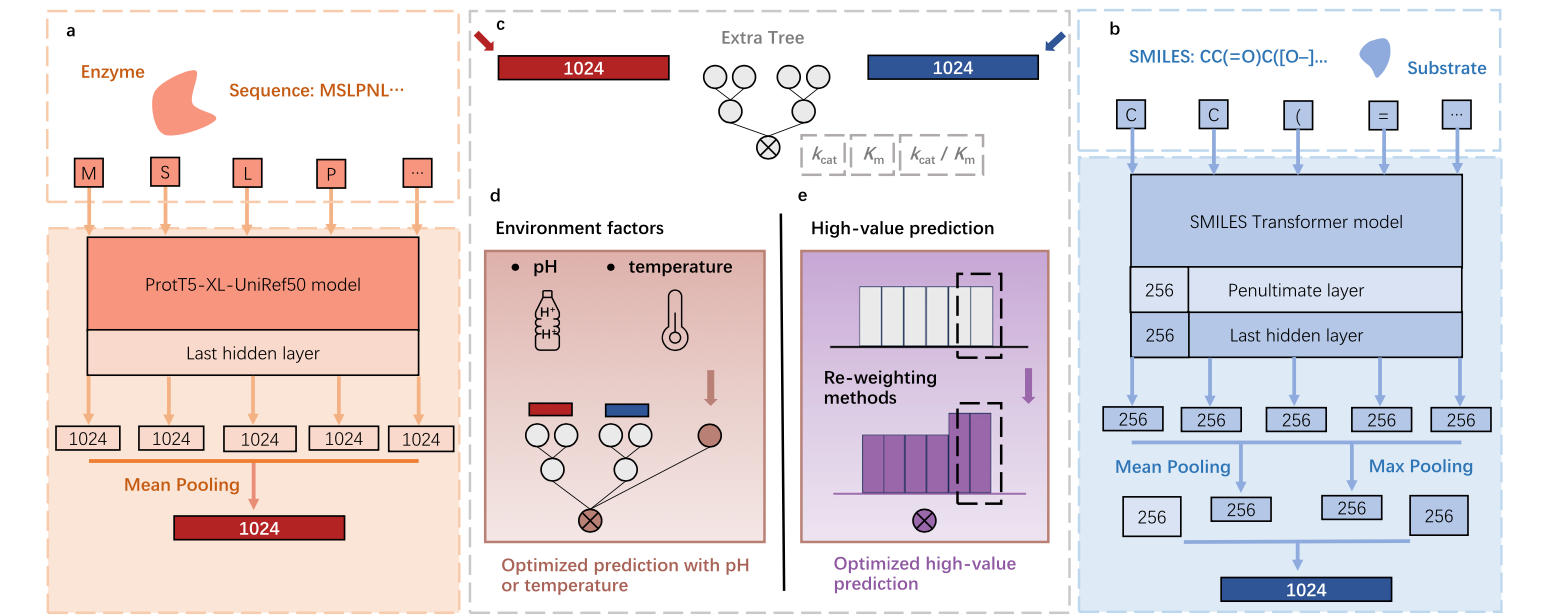 a
Enzyme
Sequence: MSLPNL···
M
S
L
P
···
ProtT5-XL-UniRef50 model
Last hidden layer
1024
1024
1024
1024
1024
Mean Pooling
1024
c
Extra Tree
1024
1024
kcat
Km
kcat / Km
d
Environment factors
• pH
• temperature
H+
H+
Optimized prediction with pH
or temperature
e
High-value prediction
Re-weighting
methods
Optimized high-value
prediction
b
SMILES: CC(=O)C([O–]...
Substrate
C
C
(
=
···
SMILES Transformer model
256
Penultimate layer
256
Last hidden layer
256
256
256
256
256
Mean Pooling
Max Pooling
256
256
256
256
1024